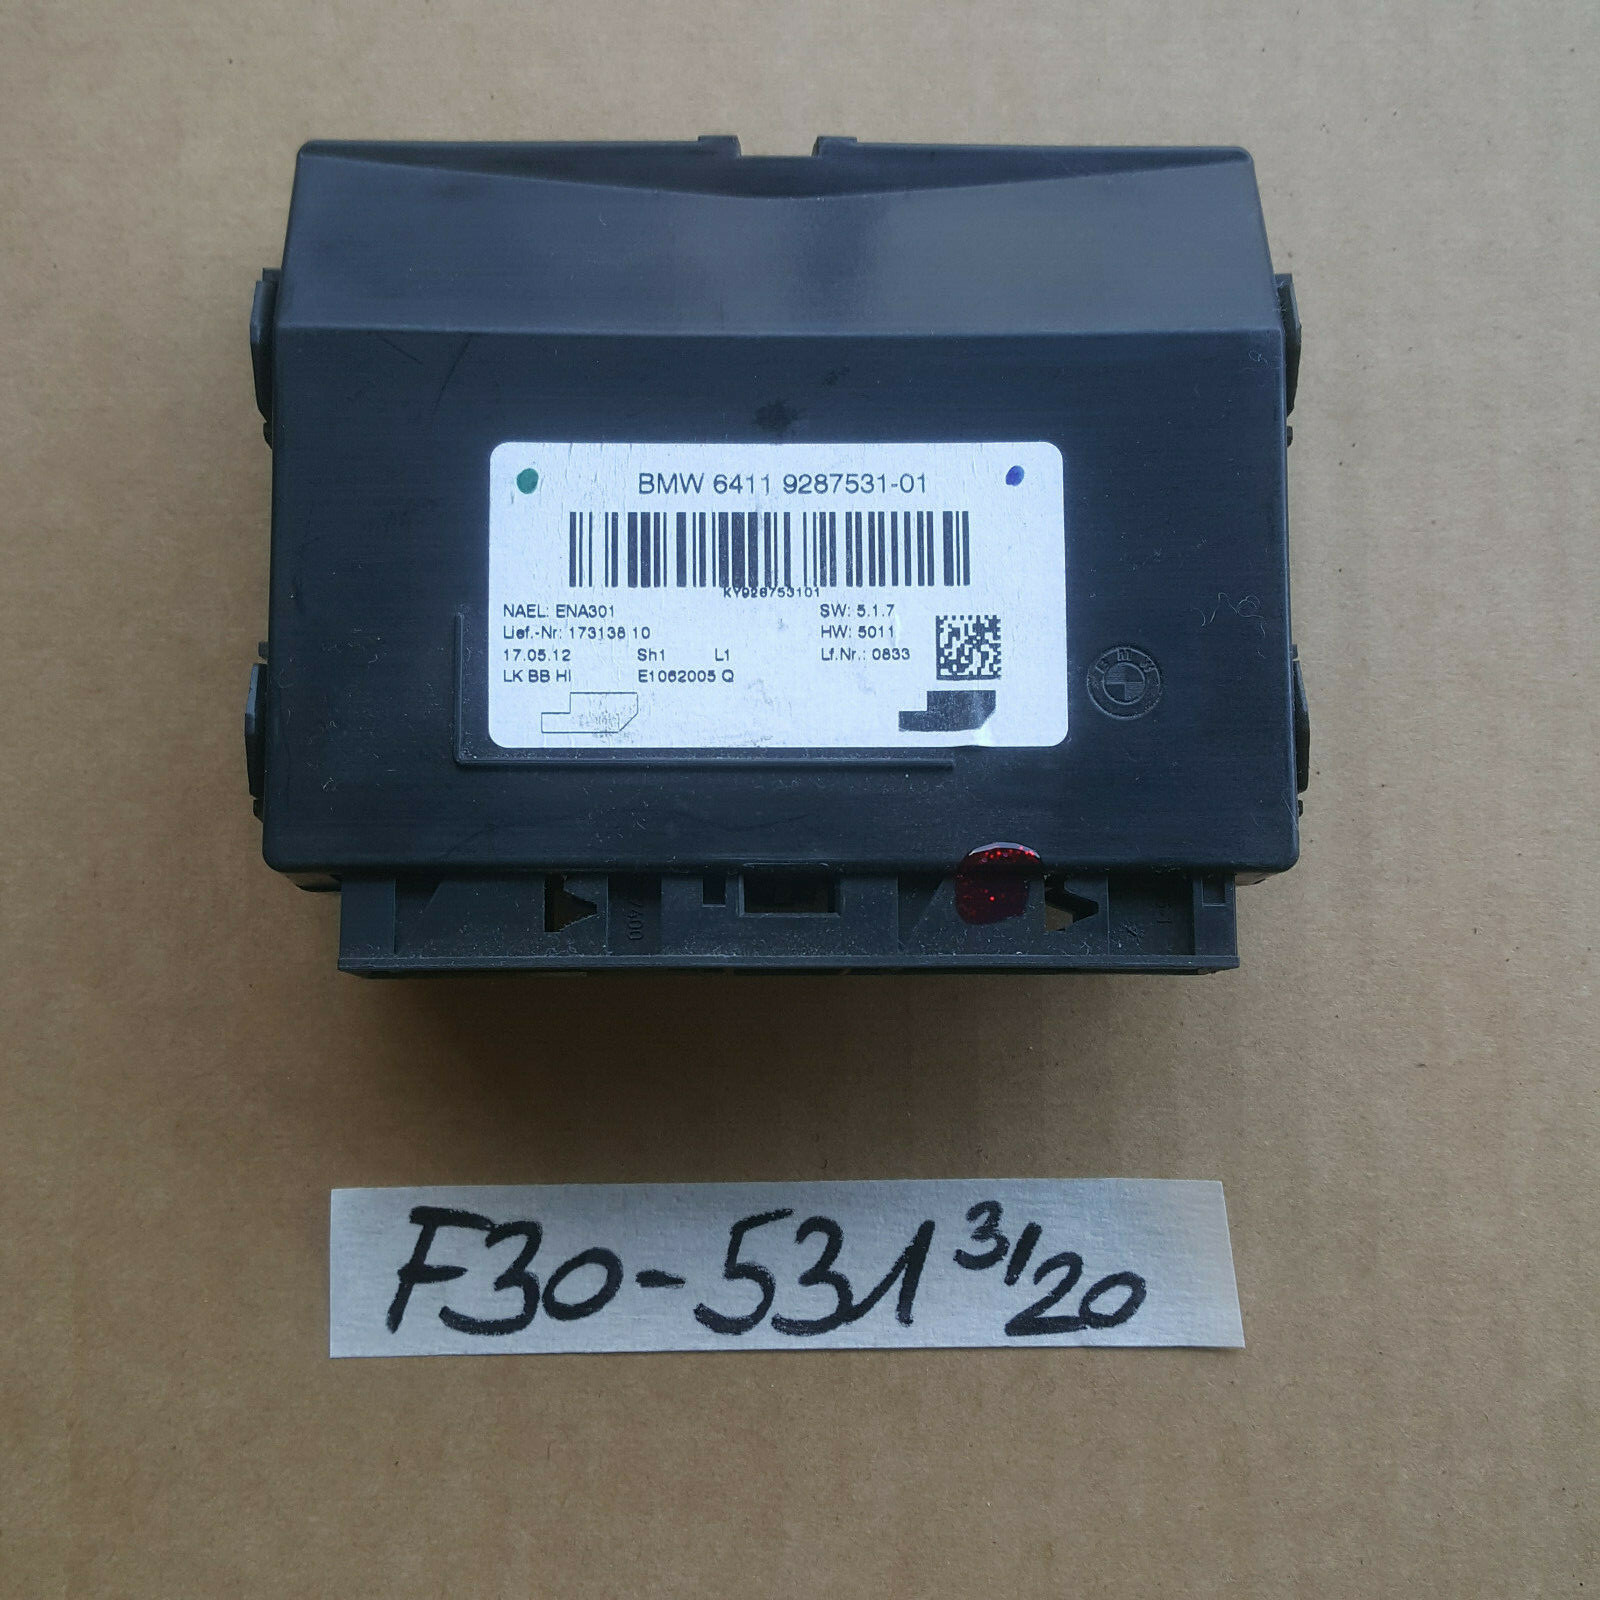 BMW 6411 9287531-01
KY928753101
NAEL: ENA301 SW: 5.1.7
Lief.-Nr: 173138 10 HW: 5011
17.05.12 Sh1 L1 Lf.Nr.: 0833
LK BB HI E1062005 Q
F30-531 3/20